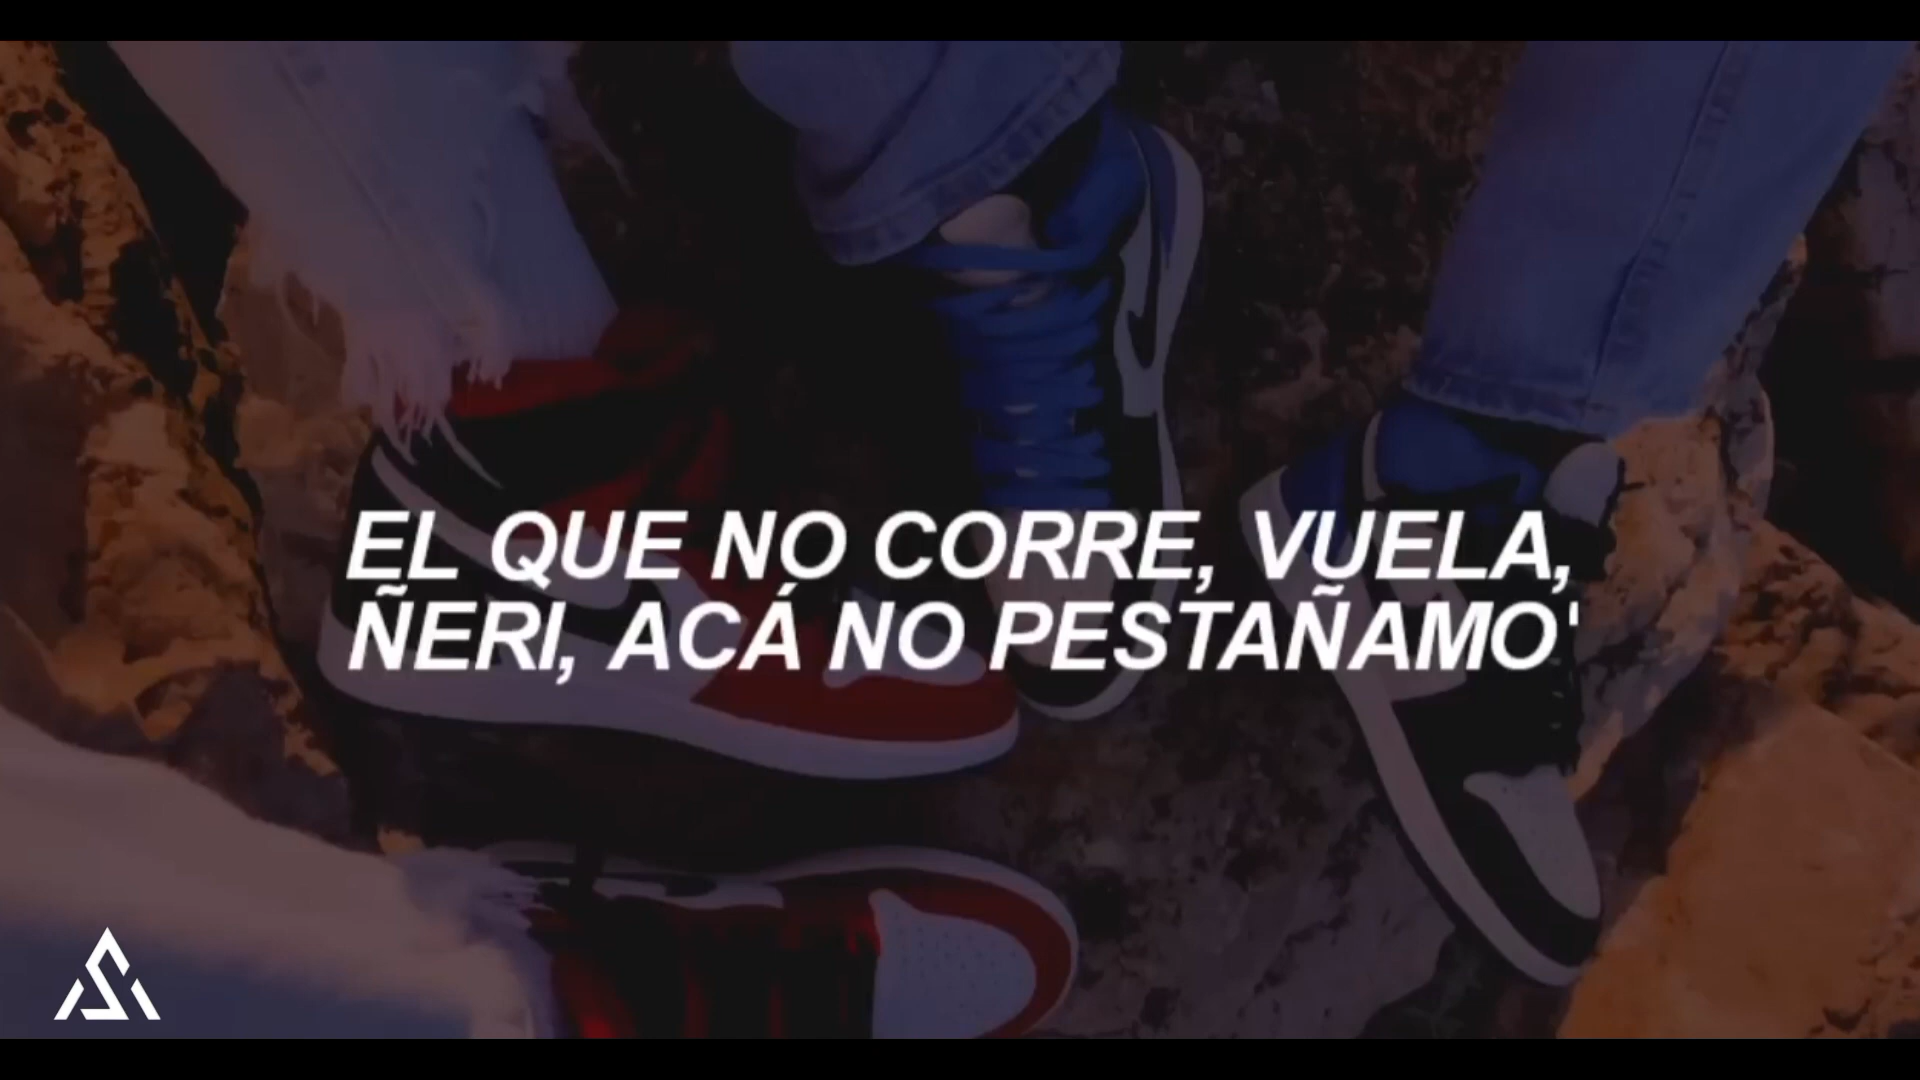 EL QUE NO CORRE, VUELA,
ÑERI, ACÁ NO PESTAÑAMO'